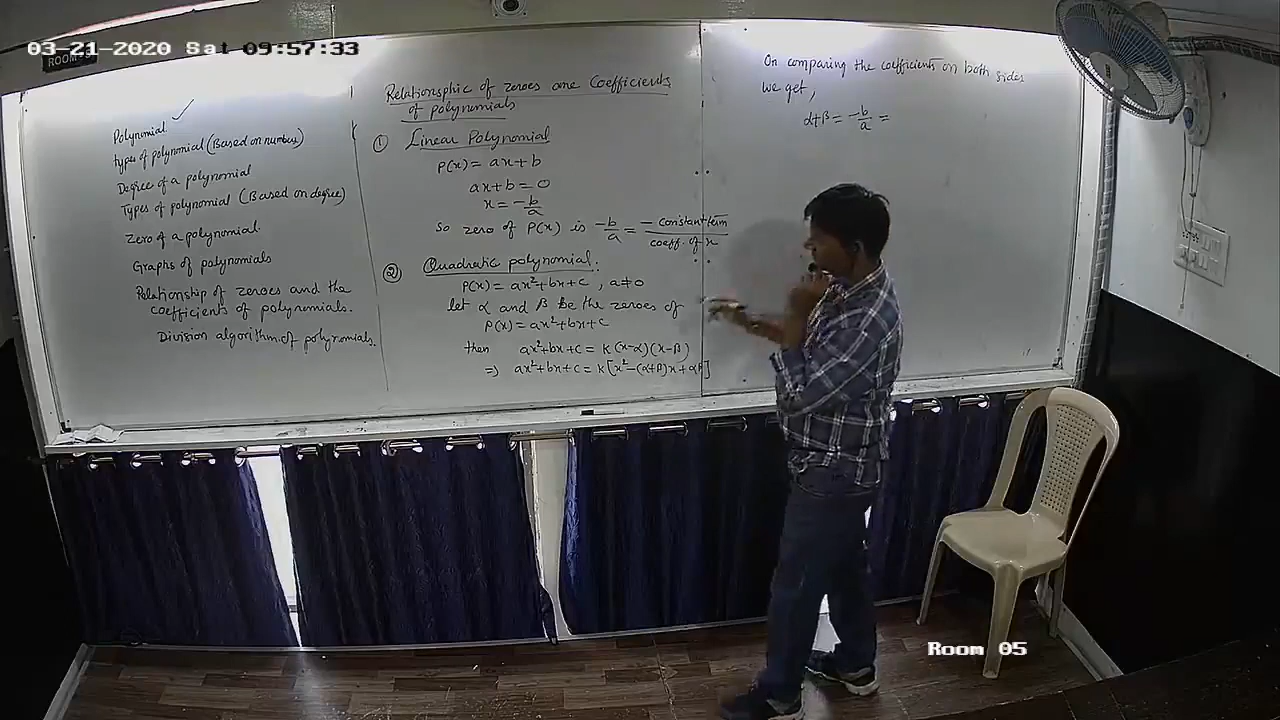 03-21-2020 Sat 09:57:33
ROOM
Polynomial ✓
Types of polynomial (Based on number)
Degree of a polynomial
Types of polynomial (Based on degree)
Zero of a polynomial.
Graphs of polynomials
Relationship of zeroes and the
coefficients of polynomials.
Division algorithm of polynomials.
Relationsphic of zeroes one Coefficients
of polynomials
① Linear Polynomial
P(x) = ax+b
ax+b = 0
x = -b/a
So zero of P(x) is -b/a = - constant term / coeff. of x
② Quadratic polynomial.
P(x) = ax²+bx+c , a≠0
let α and β be the zeroes of
P(x) = ax²+bx+c
then ax²+bx+c = K(x-α)(x-β)
=> ax²+bx+c = K[x²-(α+β)x+αβ]
On comparing the coefficients on both sides
we get,
α+β = -b/a =
Room 05